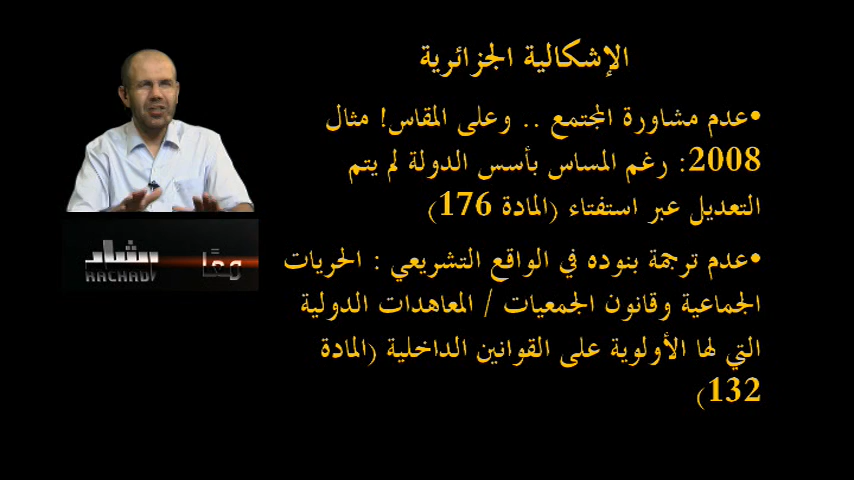 الإشكالية الجزائرية
•عدم مشاورة المجتمع .. وعلى المقاس! مثال
2008: رغم المساس بأسس الدولة لم يتم
التعديل عبر استفتاء (المادة 176)
•عدم ترجمة بنوده في الواقع التشريعي : الحريات
الجماعية وقانون الجمعيات / المعاهدات الدولية
التي لها الأولوية على القوانين الداخلية (المادة
132)
رشاد
RACHAD
معًا